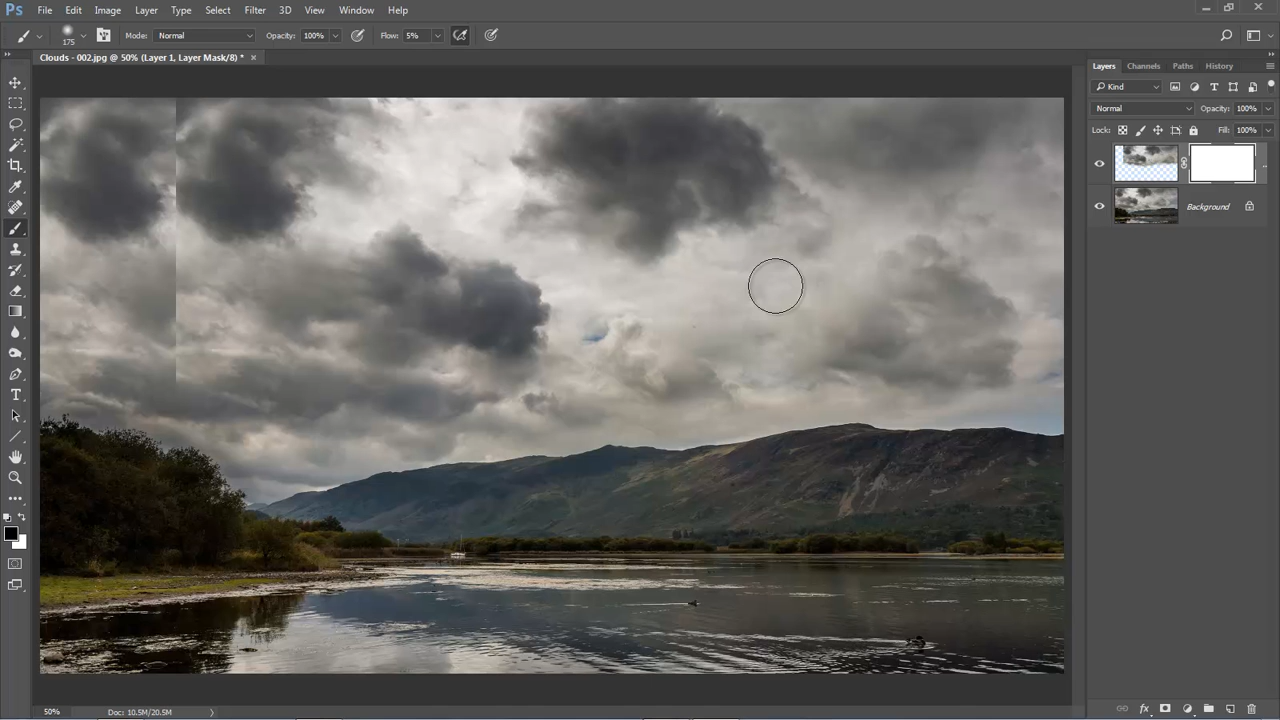 Ps File Edit Image Layer Type Select Filter 3D View Window Help
175 Mode: Normal Opacity: 100% Flow: 5%
Clouds - 002.jpg @ 50% (Layer 1, Layer Mask/8) * ×
Layers Channels Paths History
Kind
Normal Opacity: 100%
Lock: Fill: 100%
Background
50% Doc: 10.5M/20.5M